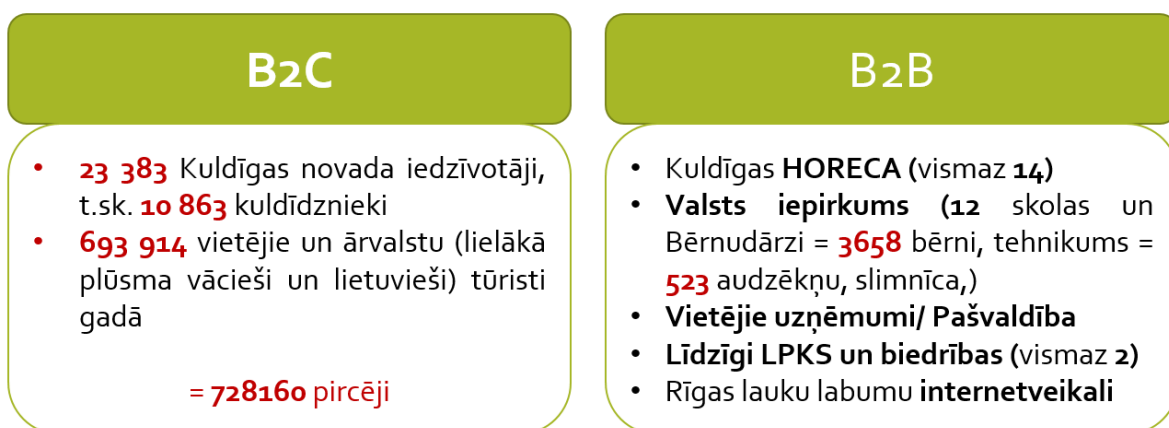 B2C
• 23 383 Kuldīgas novada iedzīvotāji,
t.sk. 10 863 kuldīdznieki
• 693 914 vietējie un ārvalstu (lielākā
plūsma vācieši un lietuvieši) tūristi
gadā
= 728160 pircēji
B2B
• Kuldīgas HORECA (vismaz 14)
• Valsts iepirkums (12 skolas un
Bērnudārzi = 3658 bērni, tehnikums =
523 audzēkņu, slimnīca,)
• Vietējie uzņēmumi/ Pašvaldība
• Līdzīgi LPKS un biedrības (vismaz 2)
• Rīgas lauku labumu internetveikali